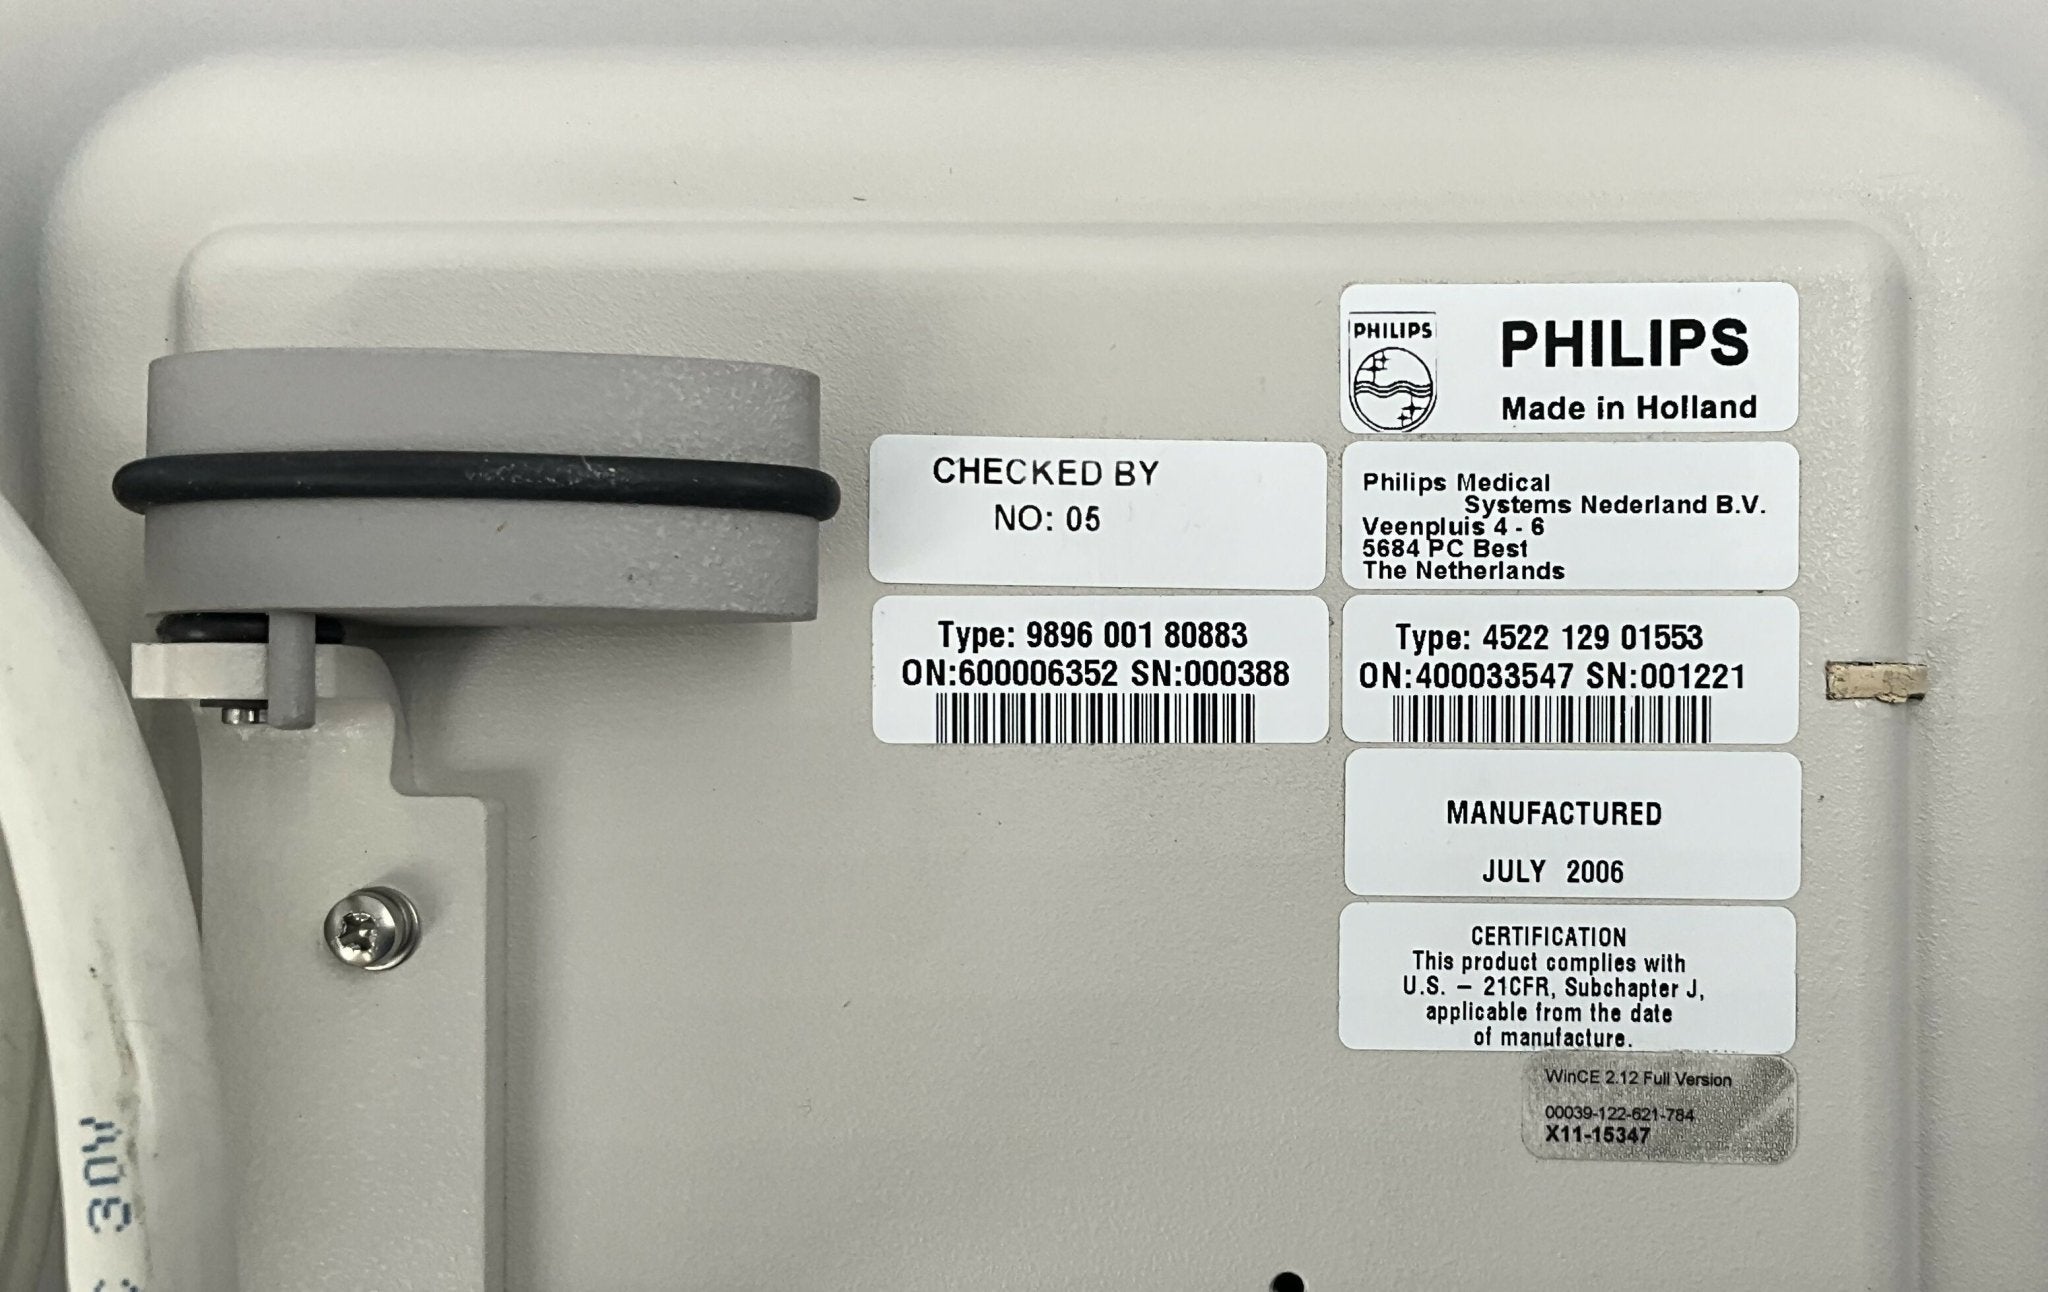 PHILIPS
PHILIPS
Made in Holland
CHECKED BY
NO: 05
Philips Medical
Systems Nederland B.V.
Veenpluis 4 - 6
5684 PC Best
The Netherlands
Type: 9896 001 80883
ON:600006352 SN:000388
Type: 4522 129 01553
ON:400033547 SN:001221
MANUFACTURED
JULY 2006
CERTIFICATION
This product complies with
U.S. – 21CFR, Subchapter J,
applicable from the date
of manufacture.
WinCE 2.12 Full Version
00039-122-621-784
X11-15347
30V